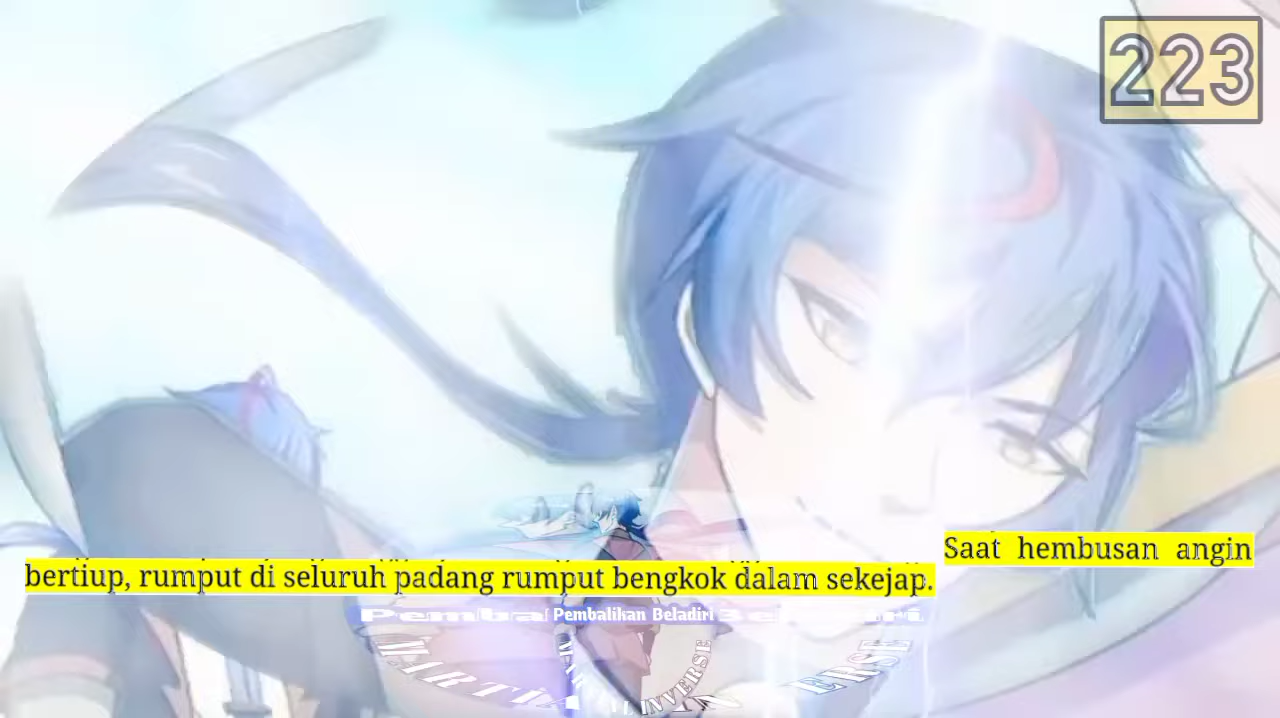 223
Saat hembusan angin
bertiup, rumput di seluruh padang rumput bengkok dalam sekejap.
Pembalikan Beladiri